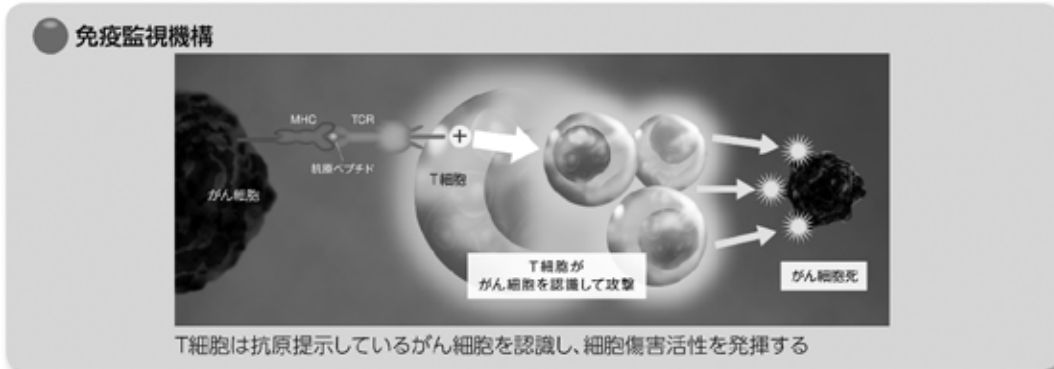 免疫監視機構
MHC
TCR
抗原ペプチド
がん細胞
T細胞
T細胞が
がん細胞を認識して攻撃
がん細胞死
T細胞は抗原提示しているがん細胞を認識し、細胞傷害活性を発揮する